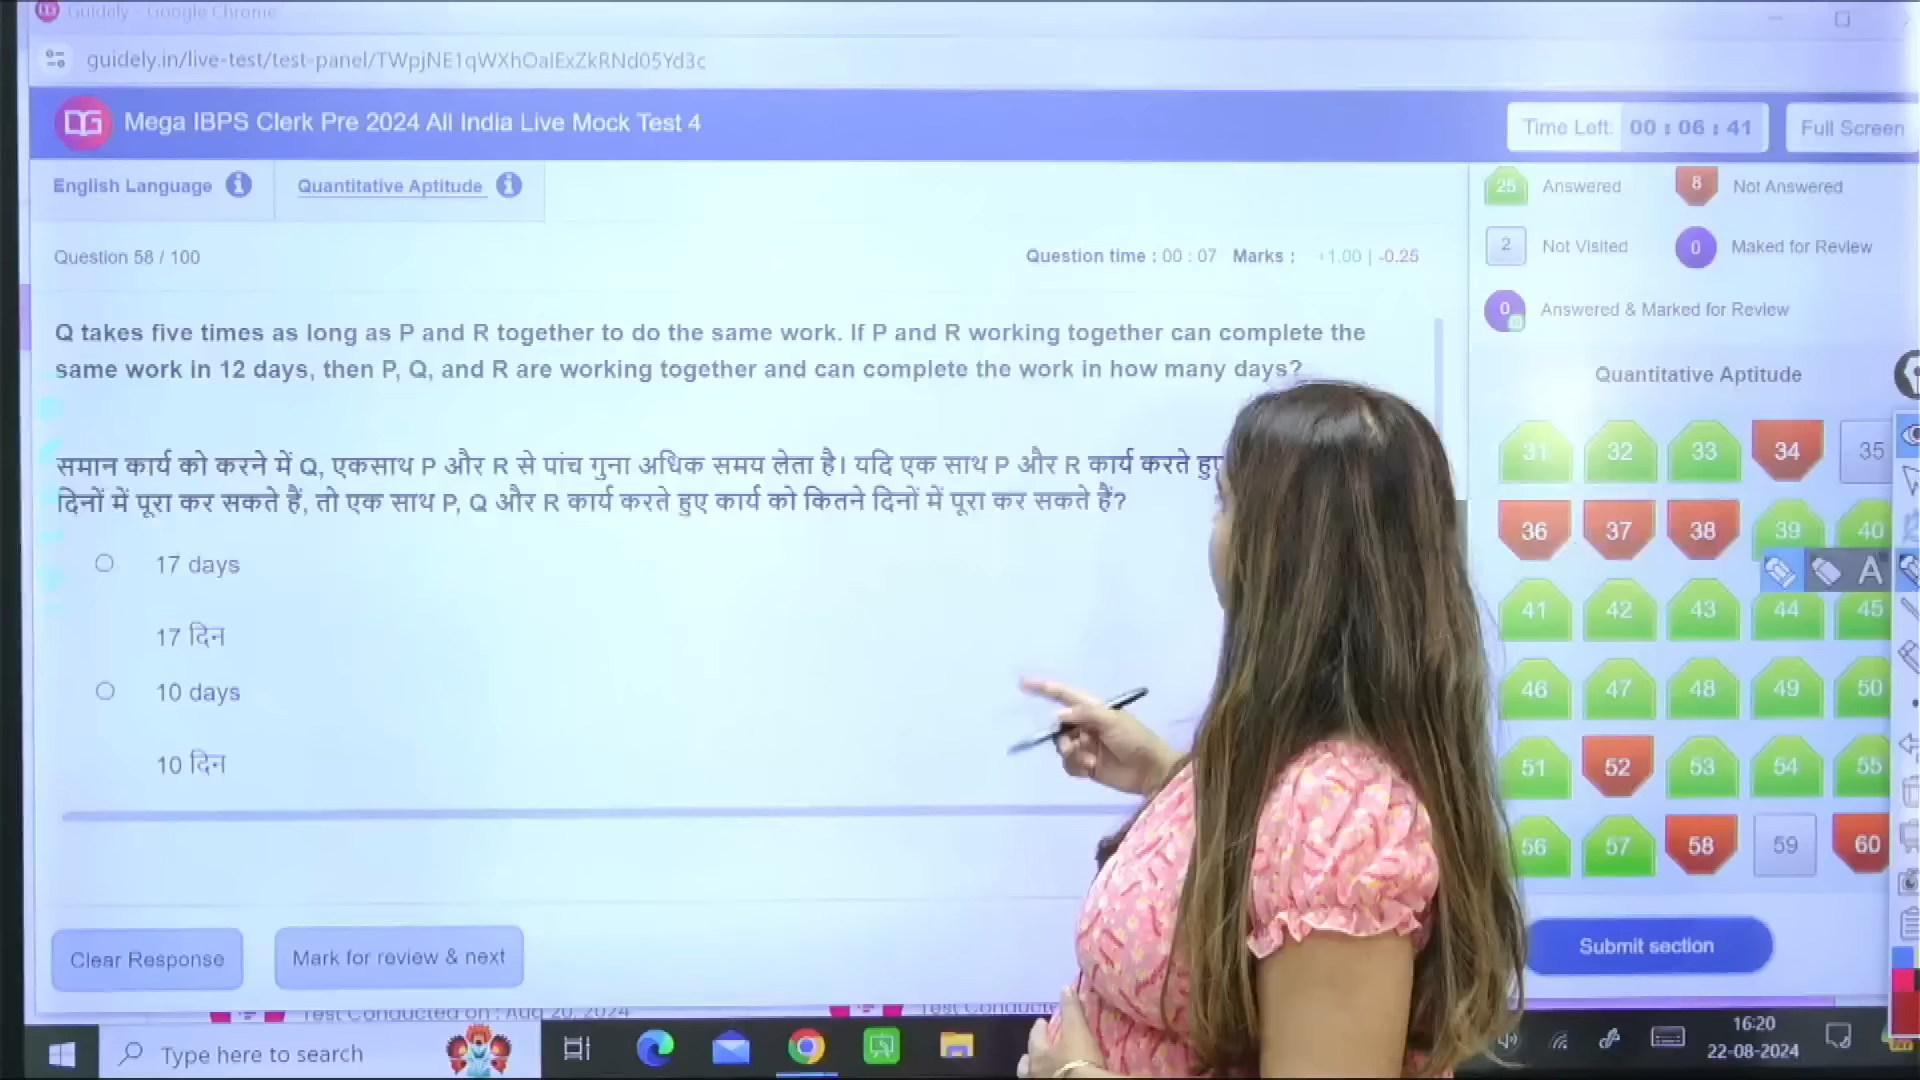 Guidely - Google Chrome
guidely.in/live-test/test-panel/TWpjNE1qWXhOalExZkRNd05Yd3c
Mega IBPS Clerk Pre 2024 All India Live Mock Test 4
Time Left: 00 : 06 : 41
Full Screen
English Language
Quantitative Aptitude
25 Answered
8 Not Answered
2 Not Visited
0 Maked for Review
0 Answered & Marked for Review
Question 58 / 100
Question time : 00 : 07 Marks : +1.00 | -0.25
Q takes five times as long as P and R together to do the same work. If P and R working together can complete the
same work in 12 days, then P, Q, and R are working together and can complete the work in how many days?
समान कार्य को करने में Q, एकसाथ P और R से पांच गुना अधिक समय लेता है। यदि एक साथ P और R कार्य करते हुए
दिनों में पूरा कर सकते हैं, तो एक साथ P, Q और R कार्य करते हुए कार्य को कितने दिनों में पूरा कर सकते हैं?
17 days
17 दिन
10 days
10 दिन
Quantitative Aptitude
31 32 33 34 35
36 37 38 39 40
A
41 42 43 44 45
46 47 48 49 50
51 52 53 54 55
56 57 58 59 60
Clear Response
Mark for review & next
Submit section
Test Conducted on : Aug 20, 2024
Test Conducte
Type here to search
16:20
22-08-2024